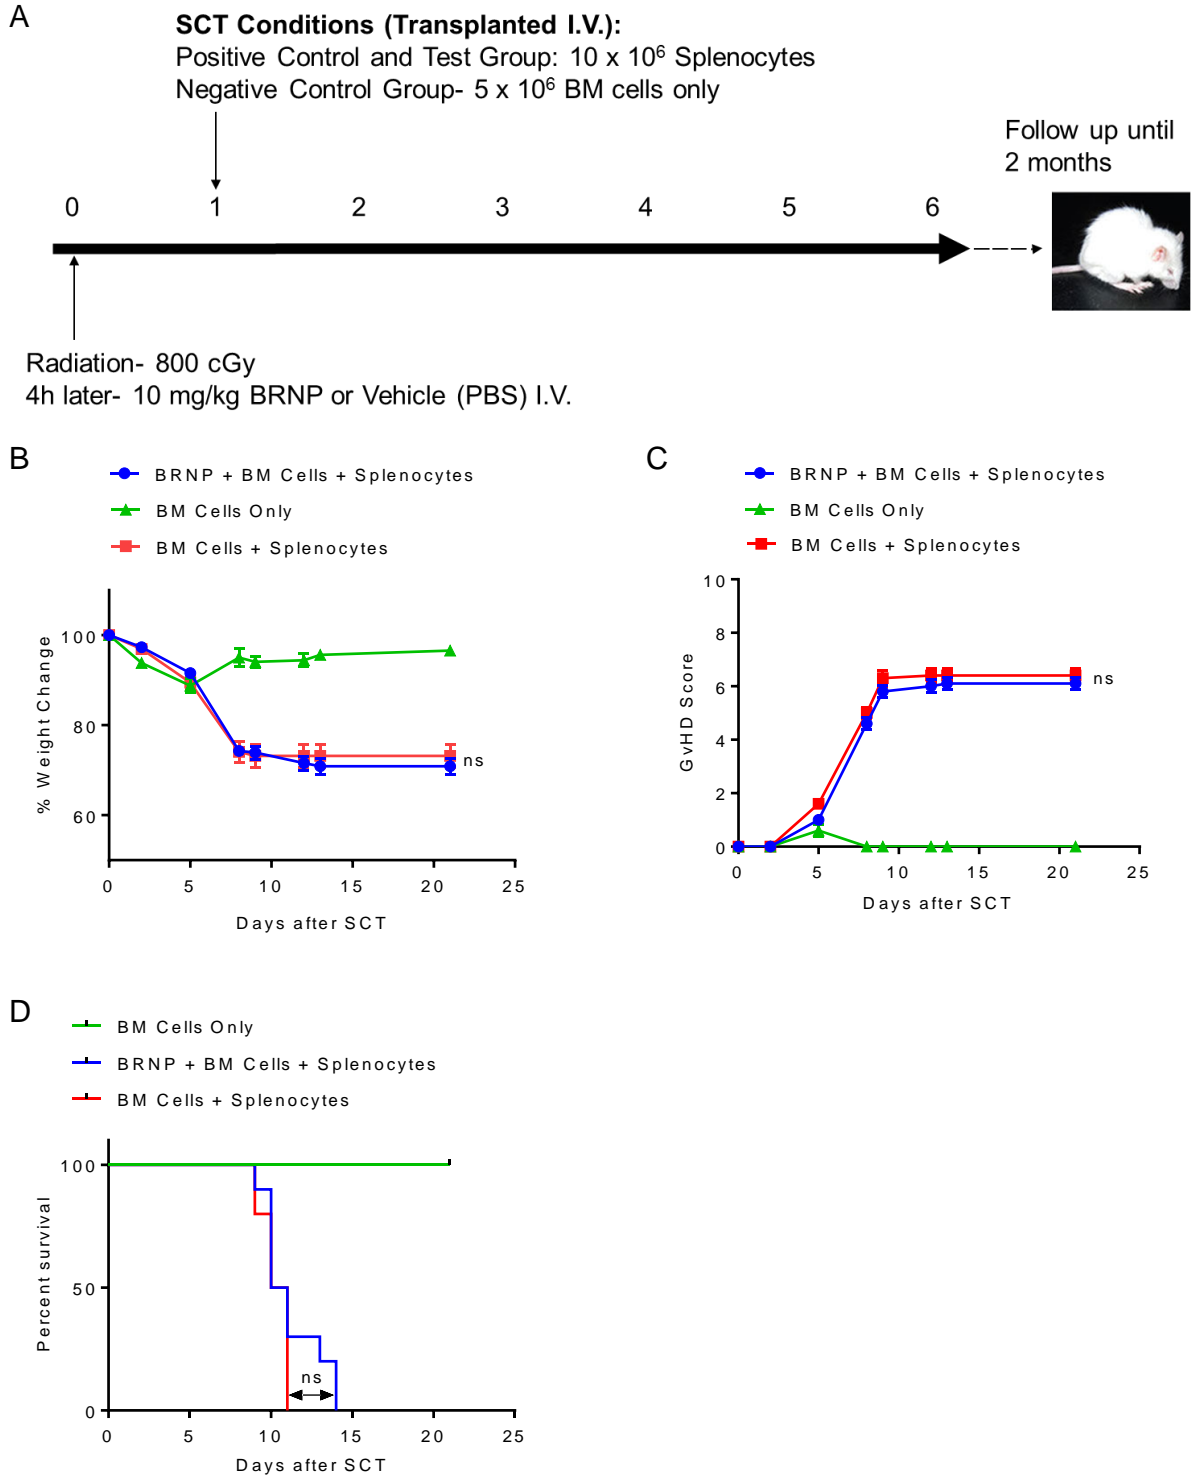 A
SCT Conditions (Transplanted I.V.):
Positive Control and Test Group: 10 x 10⁶ Splenocytes
Negative Control Group- 5 x 10⁶ BM cells only
Follow up until
2 months
0 1 2 3 4 5 6
Radiation- 800 cGy
4h later- 10 mg/kg BRNP or Vehicle (PBS) I.V.
B
BRNP + BM Cells + Splenocytes
BM Cells Only
BM Cells + Splenocytes
% Weight Change
100
80
60
ns
0 5 10 15 20 25
Days after SCT
C
BRNP + BM Cells + Splenocytes
BM Cells Only
BM Cells + Splenocytes
GvHD Score
10
8
6
4
2
0
ns
0 5 10 15 20 25
Days after SCT
D
BM Cells Only
BRNP + BM Cells + Splenocytes
BM Cells + Splenocytes
Percent survival
100
50
0
ns
0 5 10 15 20 25
Days after SCT